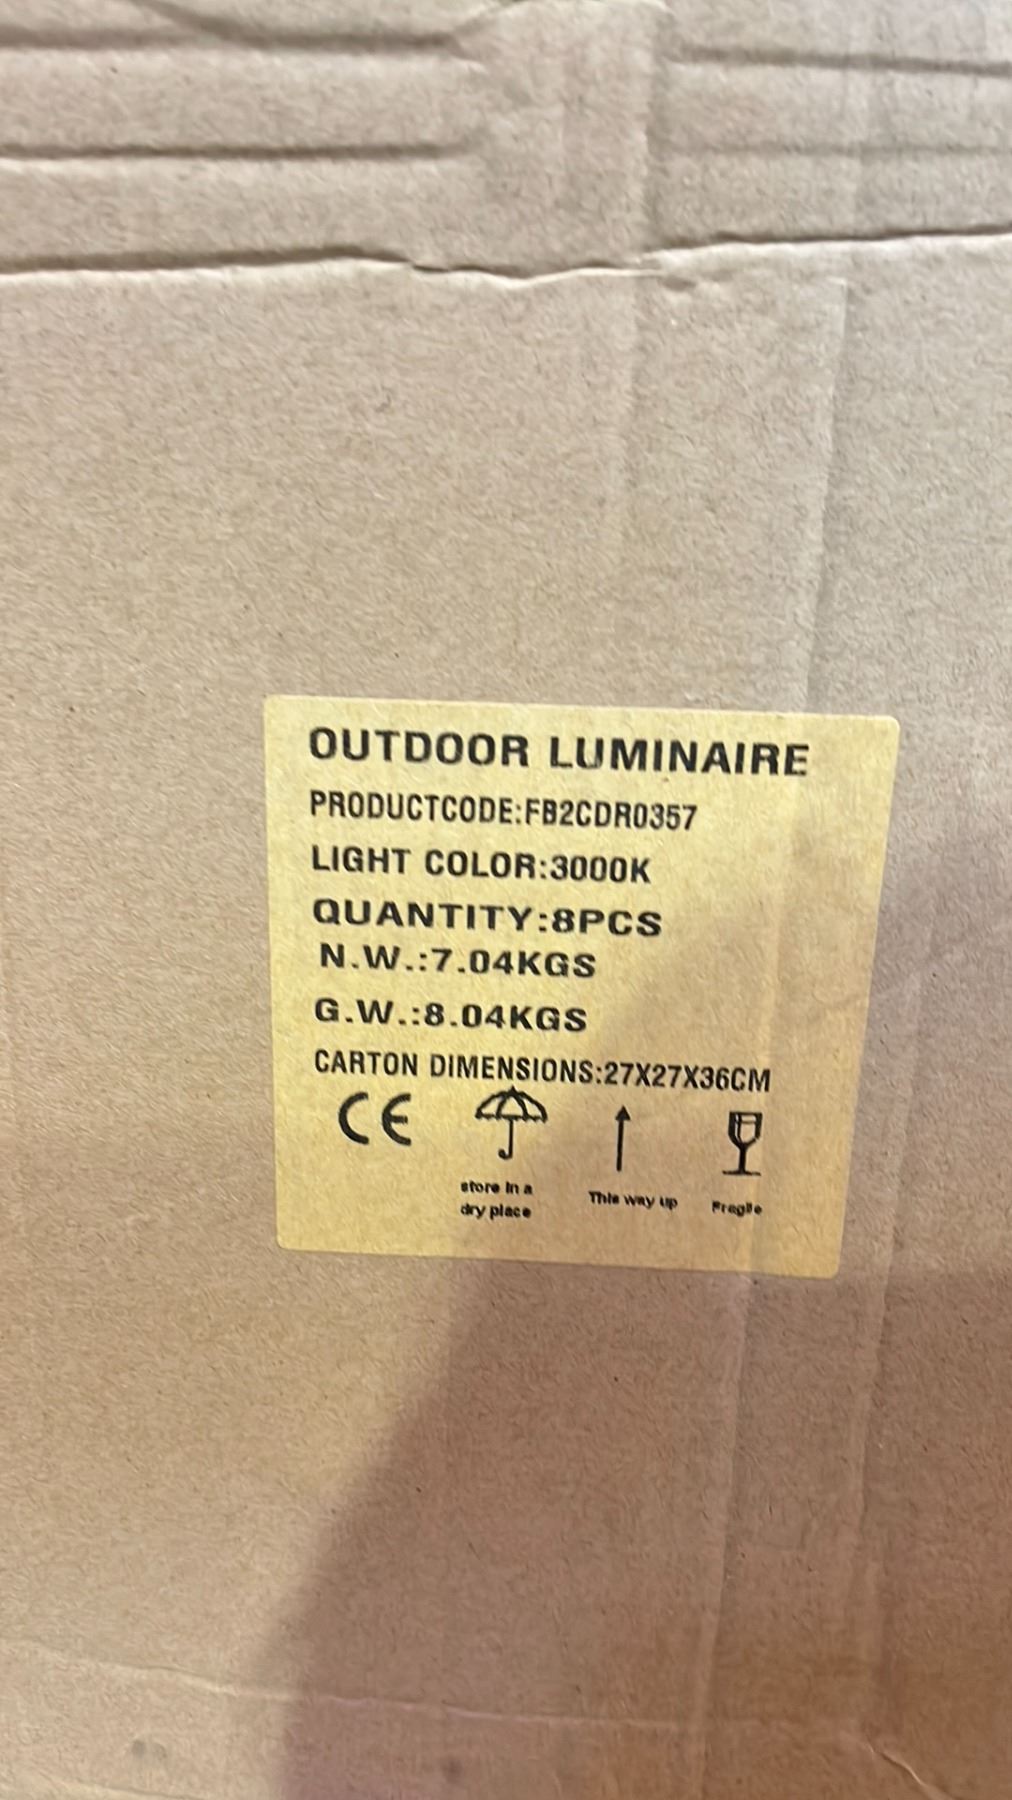 OUTDOOR LUMINAIRE
PRODUCTCODE:FB2CDR0357
LIGHT COLOR:3000K
QUANTITY:8PCS
N.W.:7.04KGS
G.W.:8.04KGS
CARTON DIMENSIONS:27X27X36CM
CE
store in a
dry place
This way up
Fragile